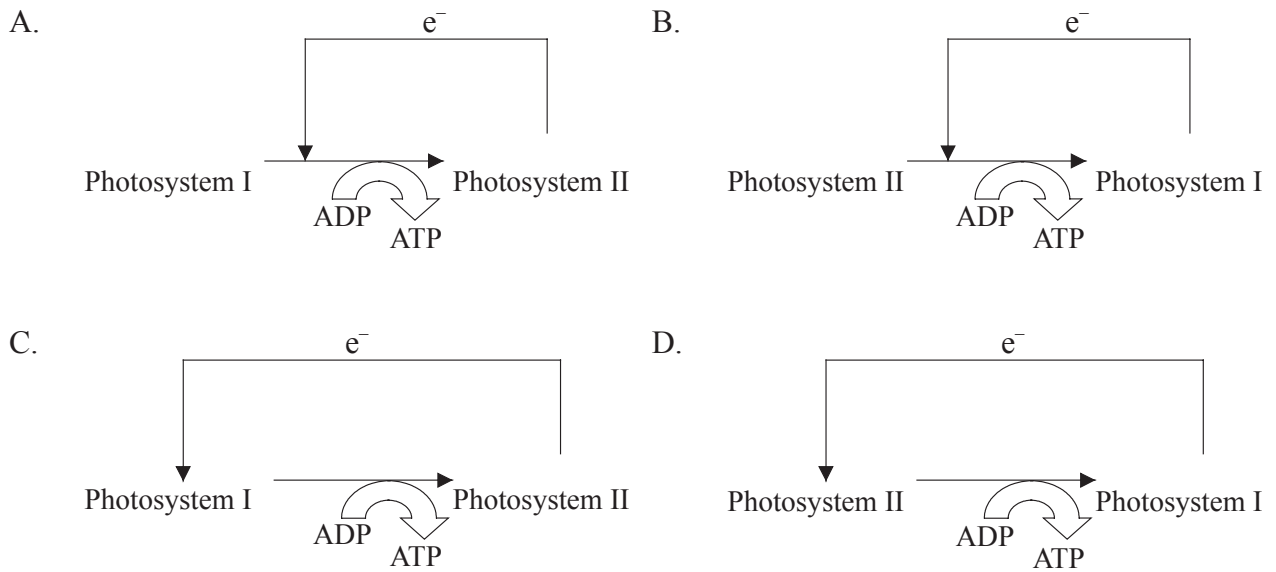 A.
e⁻
Photosystem I
Photosystem II
ADP
ATP
B.
e⁻
Photosystem II
Photosystem I
ADP
ATP
C.
e⁻
Photosystem I
Photosystem II
ADP
ATP
D.
e⁻
Photosystem II
Photosystem I
ADP
ATP